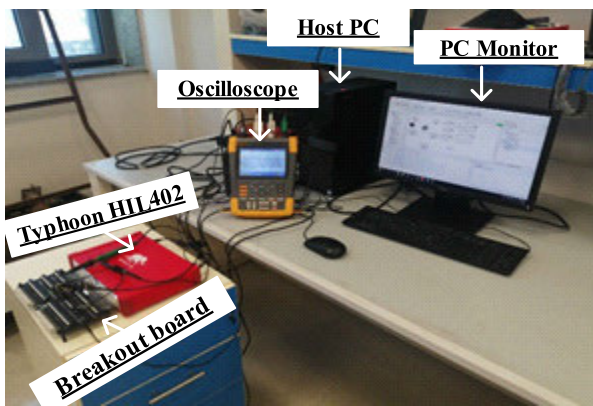 Host PC
PC Monitor
Oscilloscope
Typhoon HIL402
Breakout board